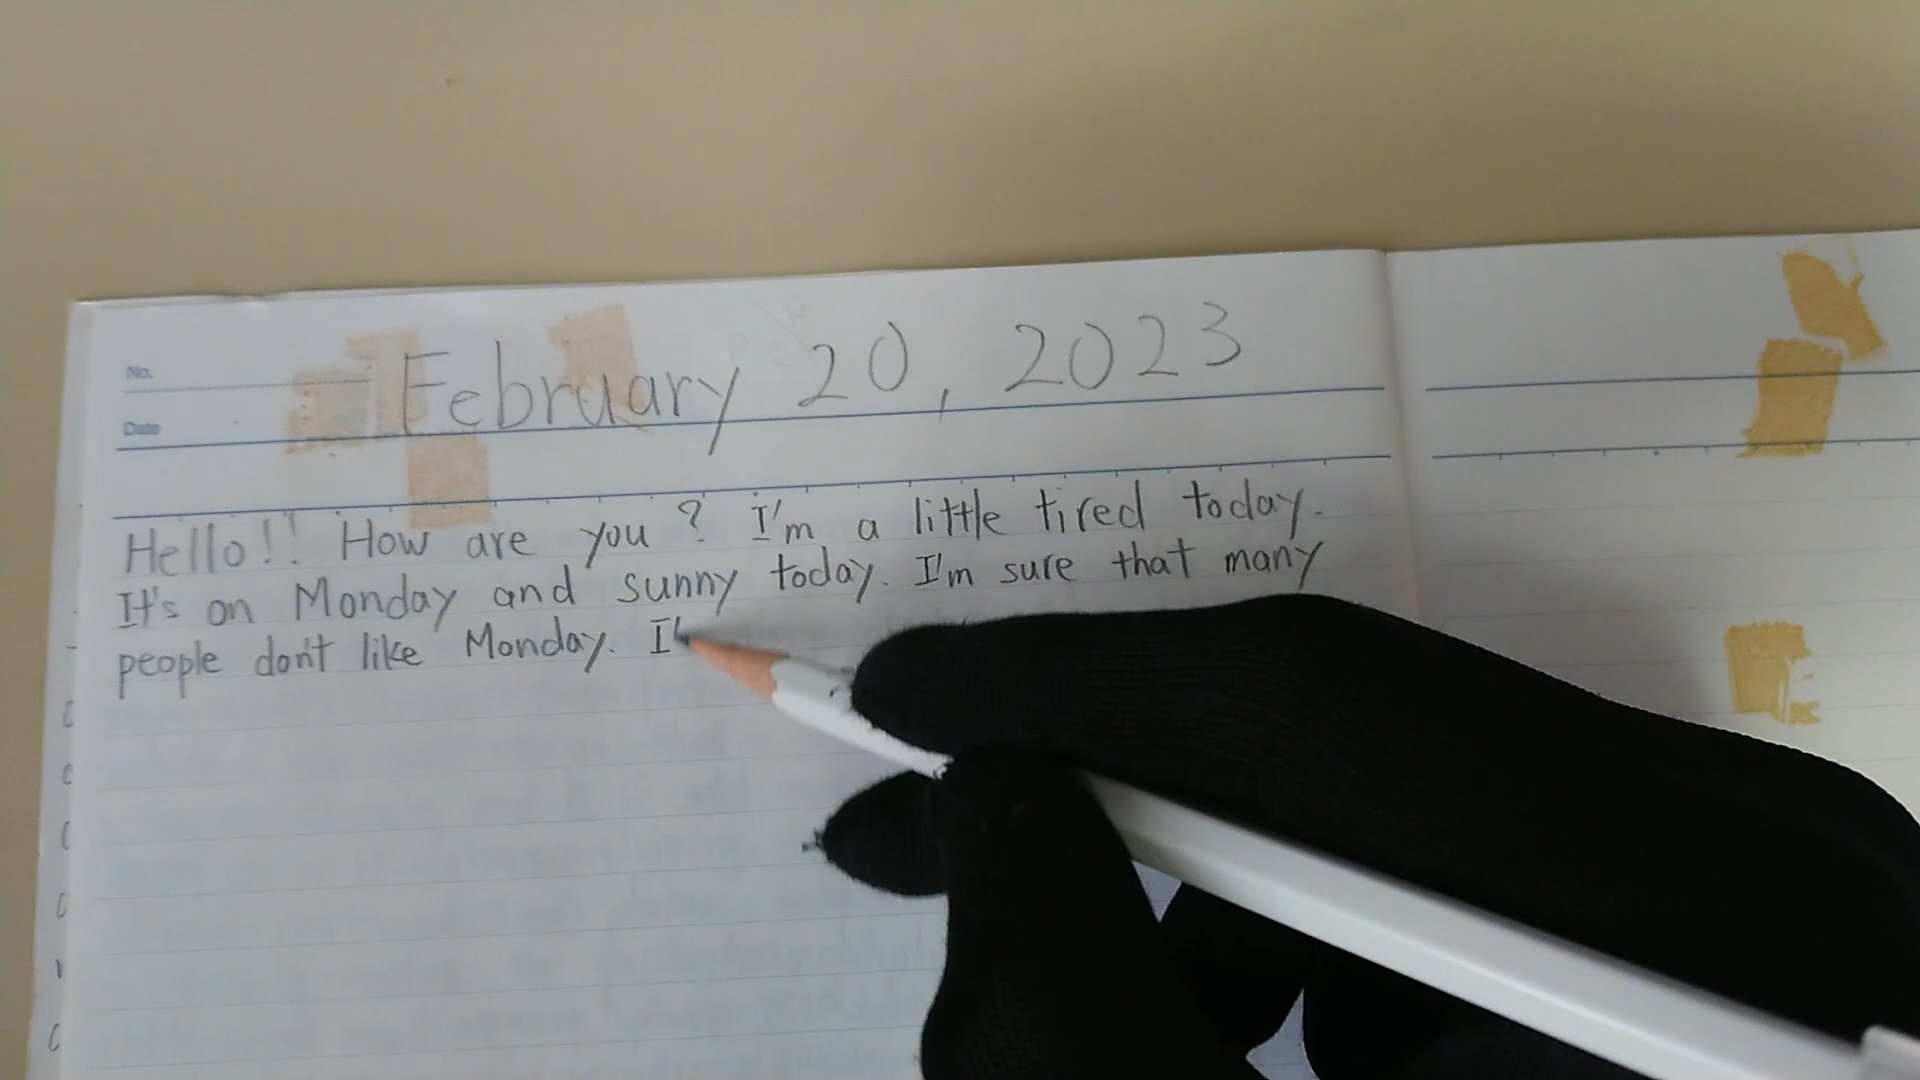 No.
February 20, 2023
Date
Hello!! How are you? I'm a little tired today.
It's on Monday and sunny today. I'm sure that many
people don't like Monday. I'